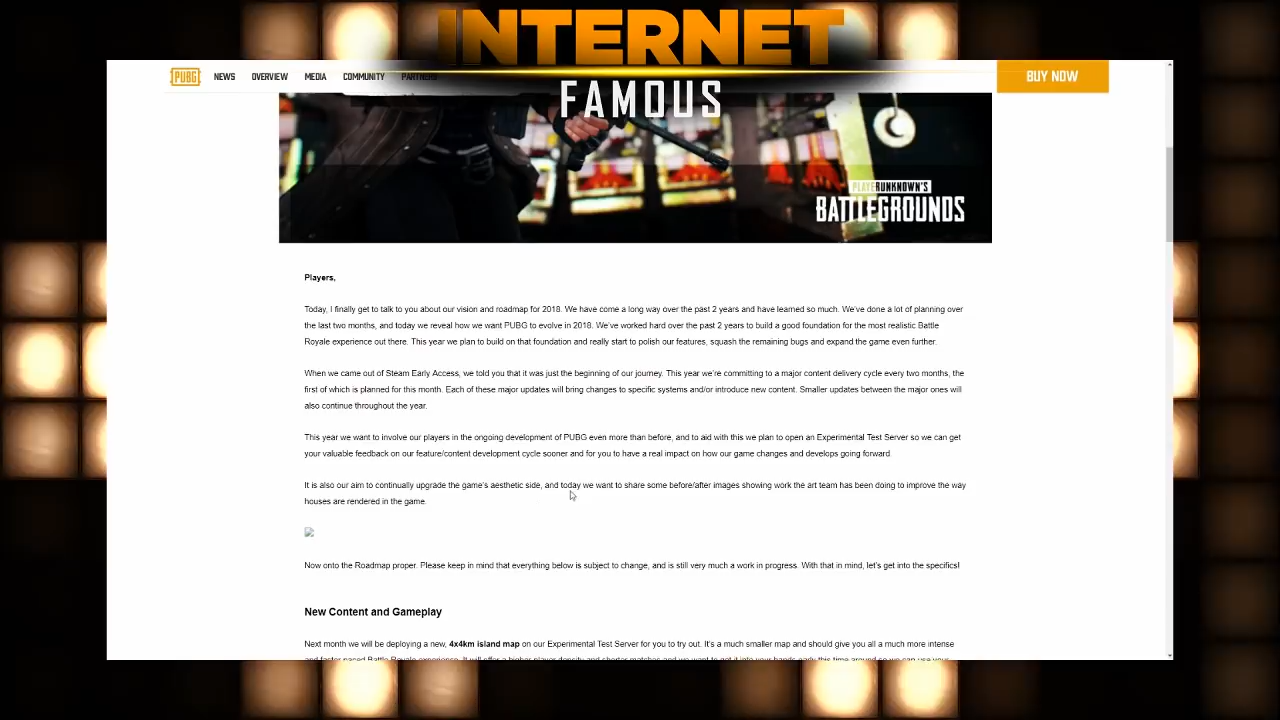 INTERNET
FAMOUS
PUBG NEWS OVERVIEW MEDIA COMMUNITY PARTNERS BUY NOW
PLAYERUNKNOWN'S
BATTLEGROUNDS
Players,
Today, I finally get to talk to you about our vision and roadmap for 2018. We have come a long way over the past 2 years and have learned so much. We've done a lot of planning over
the last two months, and today we reveal how we want PUBG to evolve in 2018. We've worked hard over the past 2 years to build a good foundation for the most realistic Battle
Royale experience out there. This year we plan to build on that foundation and really start to polish our features, squash the remaining bugs and expand the game even further.
When we came out of Steam Early Access, we told you that it was just the beginning of our journey. This year we're committing to a major content delivery cycle every two months, the
first of which is planned for this month. Each of these major updates will bring changes to specific systems and/or introduce new content. Smaller updates between the major ones will
also continue throughout the year.
This year we want to involve our players in the ongoing development of PUBG even more than before, and to aid with this we plan to open an Experimental Test Server so we can get
your valuable feedback on our feature/content development cycle sooner and for you to have a real impact on how our game changes and develops going forward.
It is also our aim to continually upgrade the game's aesthetic side, and today we want to share some before/after images showing work the art team has been doing to improve the way
houses are rendered in the game.
Now onto the Roadmap proper. Please keep in mind that everything below is subject to change, and is still very much a work in progress. With that in mind, let's get into the specifics!
New Content and Gameplay
Next month we will be deploying a new, 4x4km island map on our Experimental Test Server for you to try out. It's a much smaller map and should give you all a much more intense